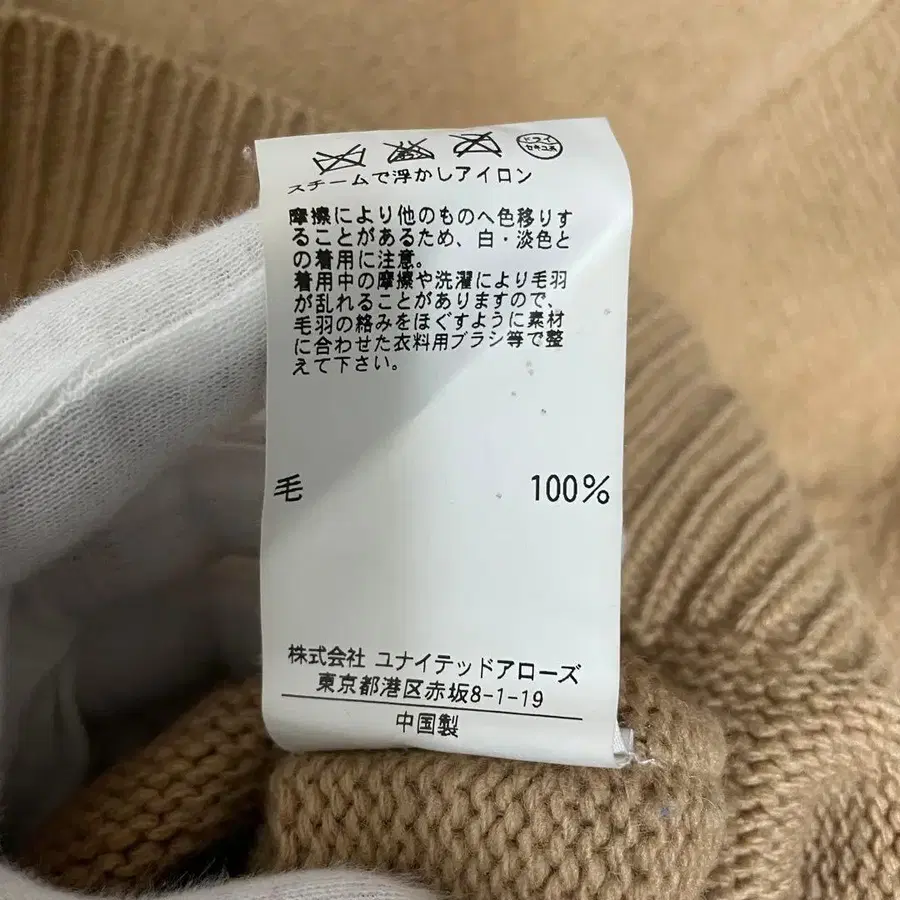 ドライ
セキユ系
スチームで浮かしアイロン
摩擦により他のものへ色移りす
ることがあるため、白・淡色と
の着用に注意。
着用中の摩擦や洗濯により毛羽
が乱れることがありますので、
毛羽の絡みをほぐすように素材
に合わせた衣料用ブラシ等で整
えて下さい。
毛 100%
株式会社 ユナイテッドアローズ
東京都港区赤坂8-1-19
中国製